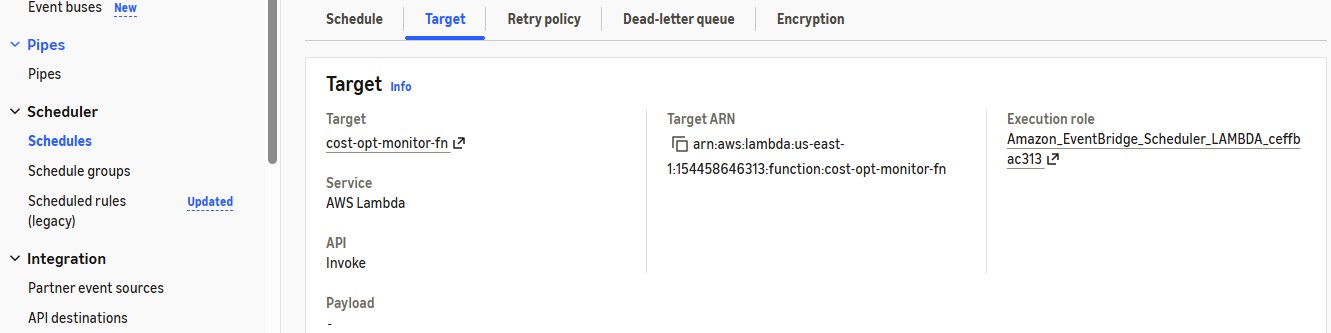 Event buses New
Pipes
Pipes
Scheduler
Schedules
Schedule groups
Scheduled rules Updated
(legacy)
Integration
Partner event sources
API destinations
Schedule Target Retry policy Dead-letter queue Encryption
Target Info
Target
cost-opt-monitor-fn
Service
AWS Lambda
API
Invoke
Payload
-
Target ARN
arn:aws:lambda:us-east-
1:154458646313:function:cost-opt-monitor-fn
Execution role
Amazon_EventBridge_Scheduler_LAMBDA_ceffb
ac313